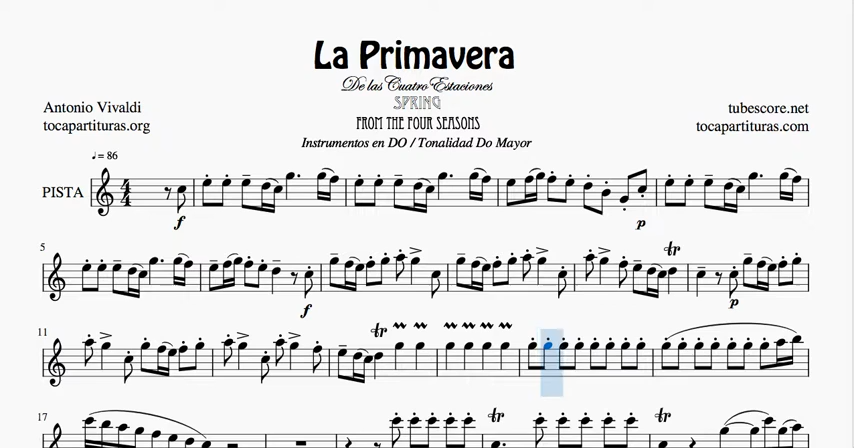 La Primavera
De las Cuatro Estaciones
SPRING
Antonio Vivaldi
tubescore.net
tocapartituras.org
FROM THE FOUR SEASONS
tocapartituras.com
Instrumentos en DO / Tonalidad Do Mayor
♩ = 86
PISTA
4/4
f
p
5
tr
f
p
11
tr
17
tr
tr